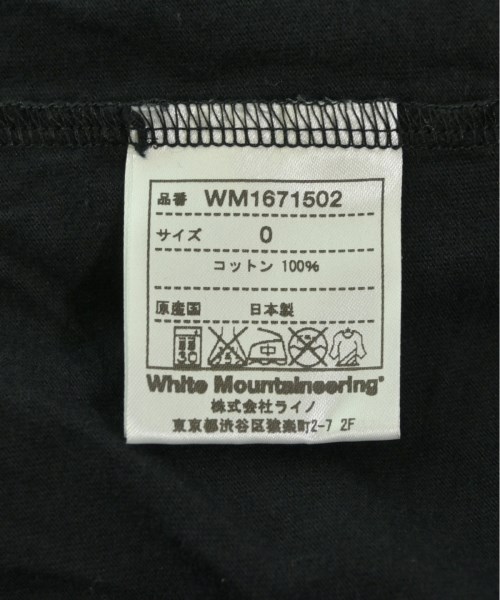 品番 WM1671502
サイズ 0
コットン 100%
原産国 日本製
30 中
White Mountaineering®
株式会社ライノ
東京都渋谷区猿楽町2-7 2F